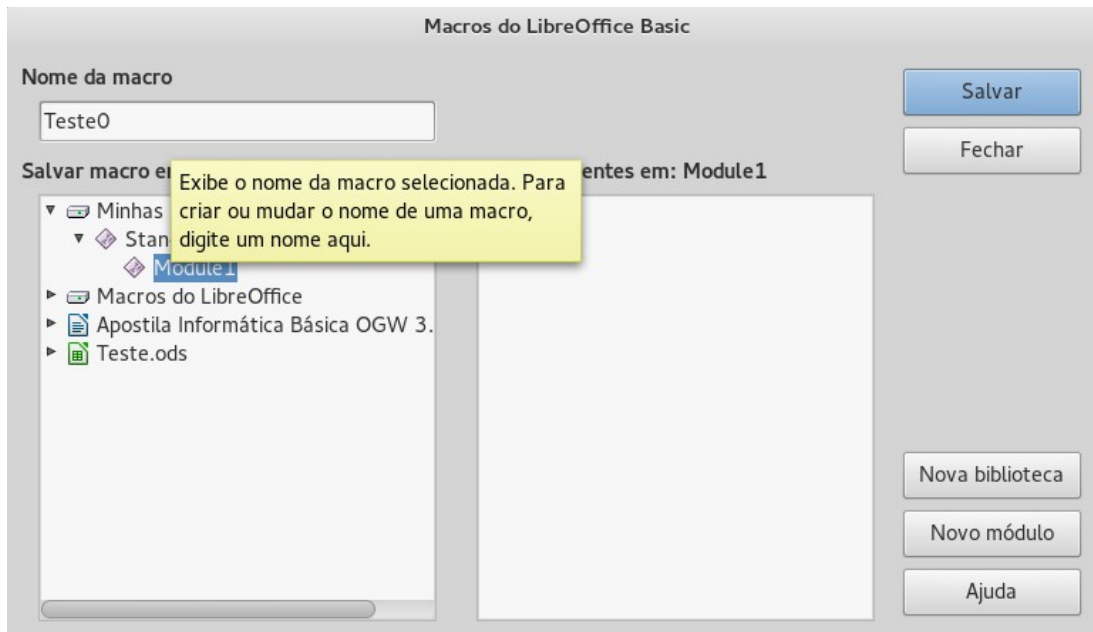 Macros do LibreOffice Basic
Nome da macro
Teste0
Salvar
Fechar
Salvar macro e
entes em: Module1
Exibe o nome da macro selecionada. Para
criar ou mudar o nome de uma macro,
digite um nome aqui.
Minhas
Stan
Module1
Macros do LibreOffice
Apostila Informática Básica OGW 3.
Teste.ods
Nova biblioteca
Novo módulo
Ajuda